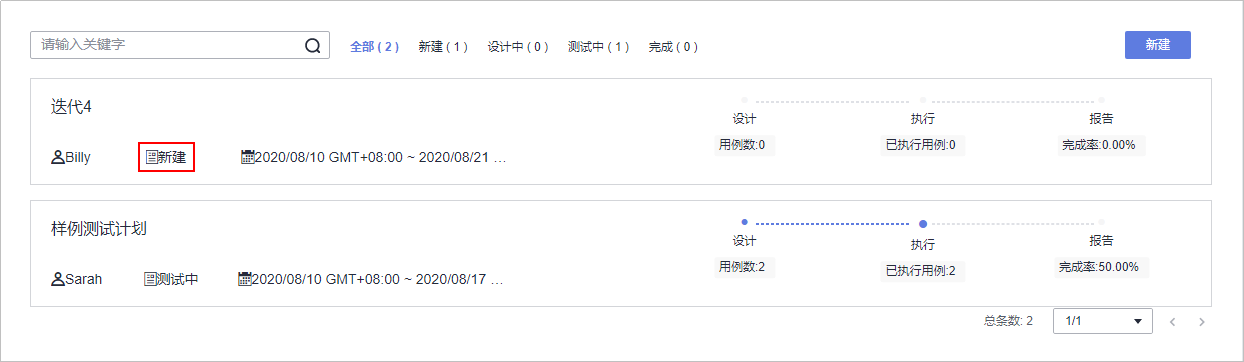 请输入关键字 全部 ( 2 ) 新建 ( 1 ) 设计中 ( 0 ) 测试中 ( 1 ) 完成 ( 0 ) 新建
迭代4
设计 执行 报告
用例数:0 已执行用例:0 完成率:0.00%
Billy 新建 2020/08/10 GMT+08:00 ~ 2020/08/21 ...
样例测试计划
设计 执行 报告
用例数:2 已执行用例:2 完成率:50.00%
Sarah 测试中 2020/08/10 GMT+08:00 ~ 2020/08/17 ...
总条数: 2 1/1